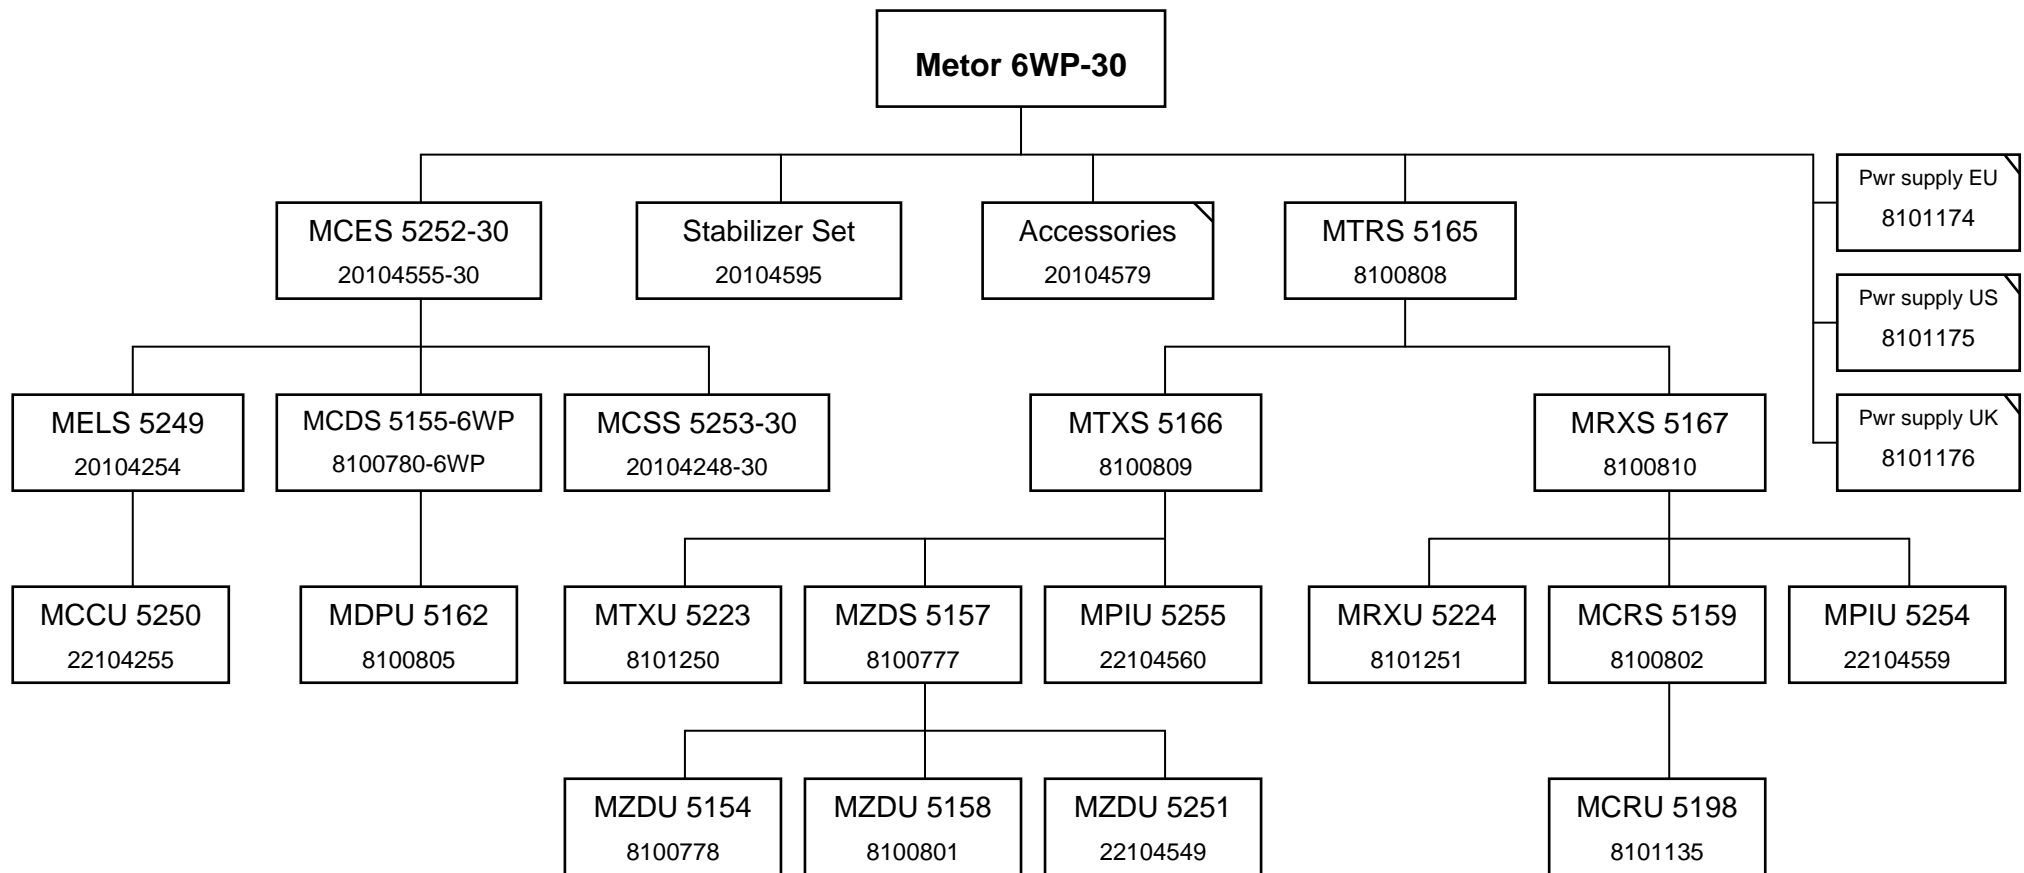 Metor 6WP-30
Pwr supply EU
8101174
MCES 5252-30
20104555-30
Stabilizer Set
20104595
Accessories
20104579
MTRS 5165
8100808
Pwr supply US
8101175
MELS 5249
20104254
MCDS 5155-6WP
8100780-6WP
MCSS 5253-30
20104248-30
MTXS 5166
8100809
MRXS 5167
8100810
Pwr supply UK
8101176
MCCU 5250
22104255
MDPU 5162
8100805
MTXU 5223
8101250
MZDS 5157
8100777
MPIU 5255
22104560
MRXU 5224
8101251
MCRS 5159
8100802
MPIU 5254
22104559
MZDU 5154
8100778
MZDU 5158
8100801
MZDU 5251
22104549
MCRU 5198
8101135